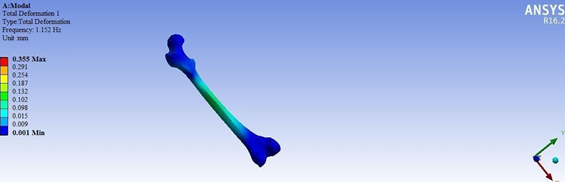 A:Modal
Total Deformation 1
Type:Total Deformation
Frequency: 1.152 Hz
Unit :mm
0.355 Max
0.291
0.254
0.187
0.132
0.102
0.098
0.015
0.009
0.001 Min
ANSYS
R16.2
Y